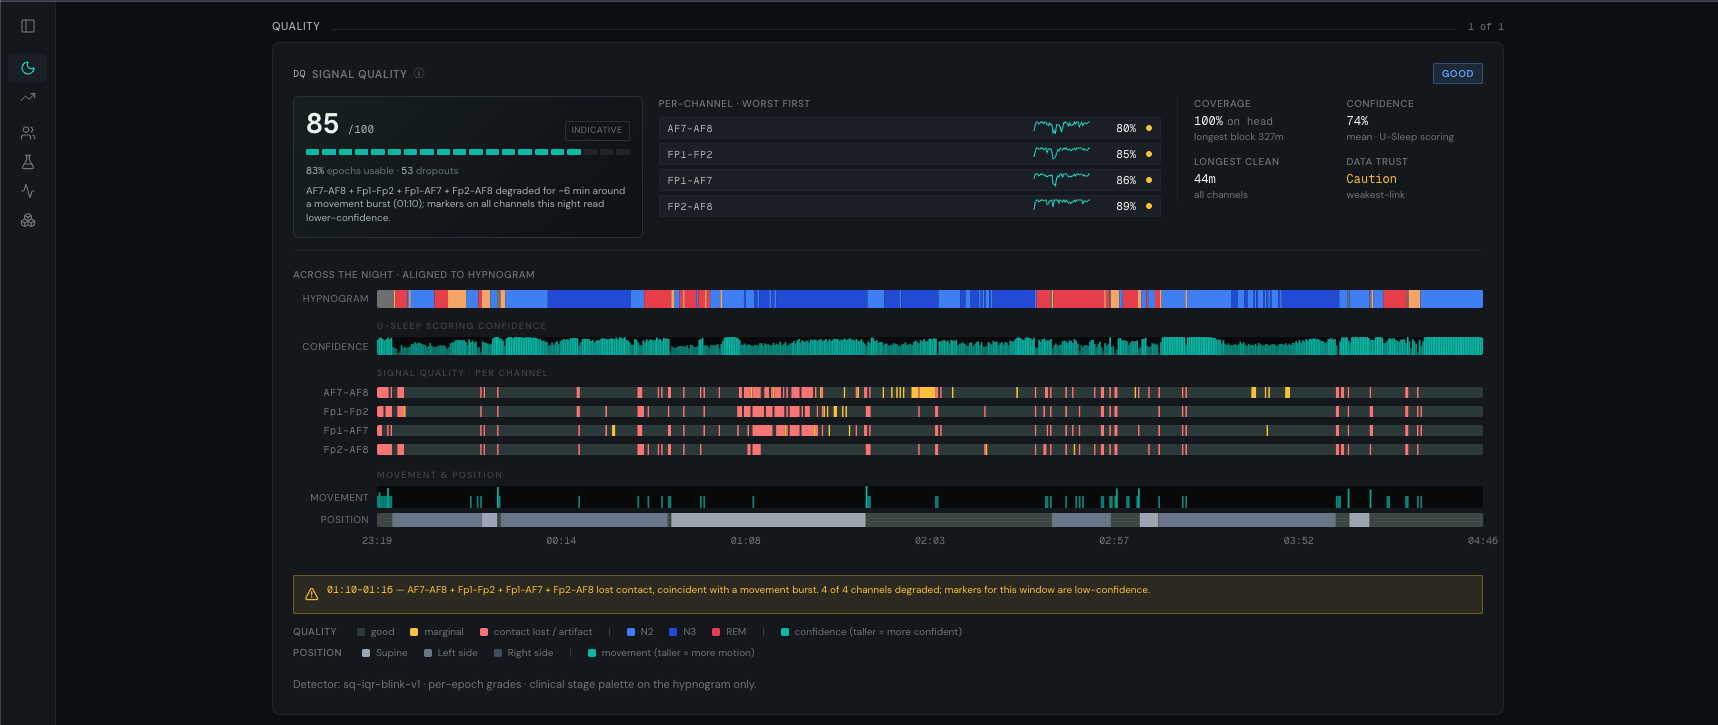 QUALITY
1 of 1
DQ SIGNAL QUALITY ⓘ
GOOD
85 /100
INDICATIVE
83% epochs usable · 53 dropouts
AF7-AF8 + Fp1-Fp2 + Fp1-AF7 + Fp2-AF8 degraded for ~6 min around
a movement burst (01:10); markers on all channels this night read
lower-confidence.
PER-CHANNEL · WORST FIRST
AF7-AF8 80%
FP1-FP2 85%
FP1-AF7 86%
FP2-AF8 89%
COVERAGE
100% on head
longest block 327m
CONFIDENCE
74%
mean · U-Sleep scoring
LONGEST CLEAN
44m
all channels
DATA TRUST
Caution
weakest-link
ACROSS THE NIGHT · ALIGNED TO HYPNOGRAM
HYPNOGRAM
U-SLEEP SCORING CONFIDENCE
CONFIDENCE
SIGNAL QUALITY · PER CHANNEL
AF7-AF8
Fp1-Fp2
Fp1-AF7
Fp2-AF8
MOVEMENT & POSITION
MOVEMENT
POSITION
23:19 00:14 01:08 02:03 02:57 03:52 04:46
01:10-01:16 — AF7-AF8 + Fp1-Fp2 + Fp1-AF7 + Fp2-AF8 lost contact, coincident with a movement burst. 4 of 4 channels degraded; markers for this window are low-confidence.
QUALITY good marginal contact lost / artifact | N2 N3 REM | confidence (taller = more confident)
POSITION Supine Left side Right side | movement (taller = more motion)
Detector: sq-iqr-blink-v1 · per-epoch grades · clinical stage palette on the hypnogram only.